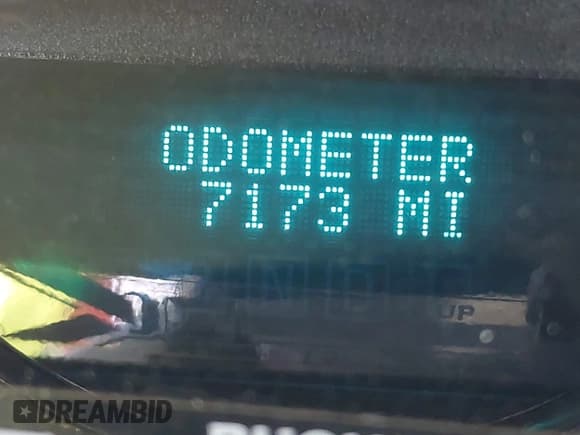 ODOMETER
7173 MI
UP
DREAMBID